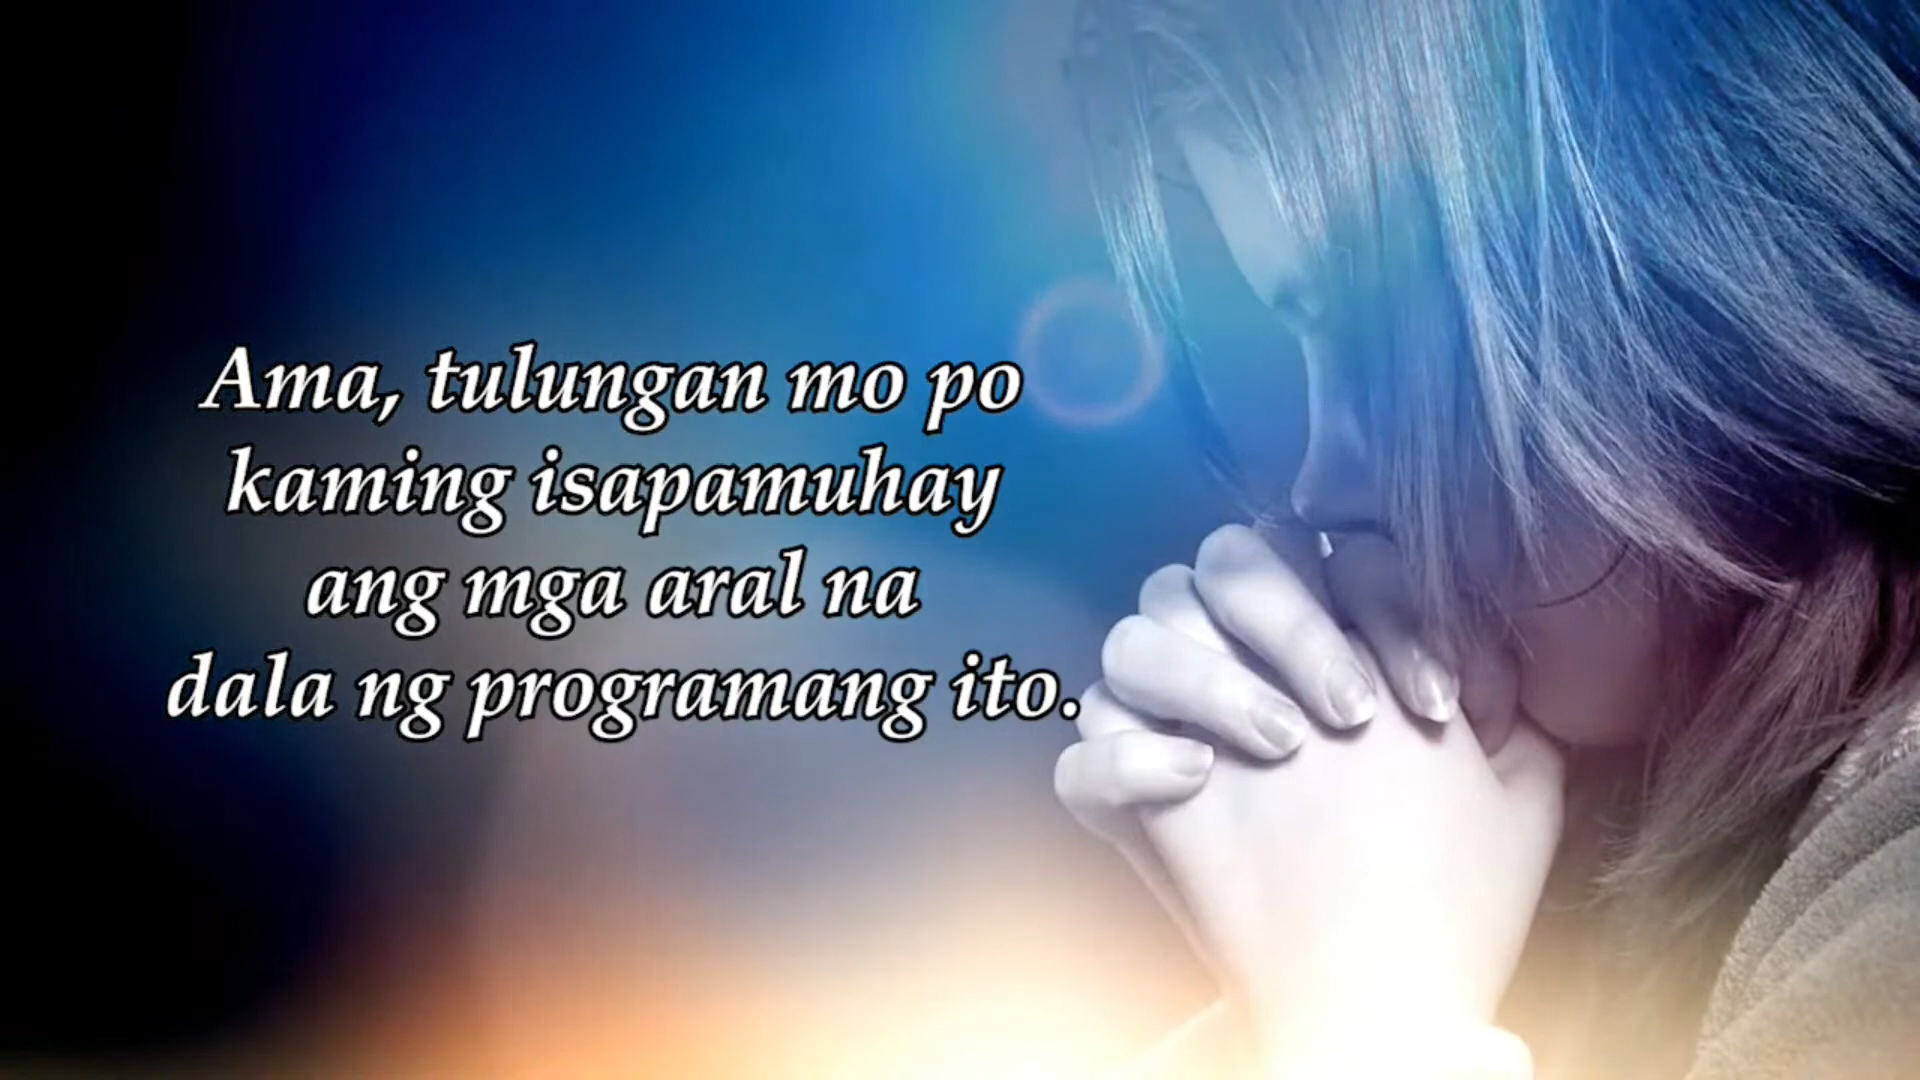 Ama, tulungan mo po
kaming isapamuhay
ang mga aral na
dala ng programang ito.